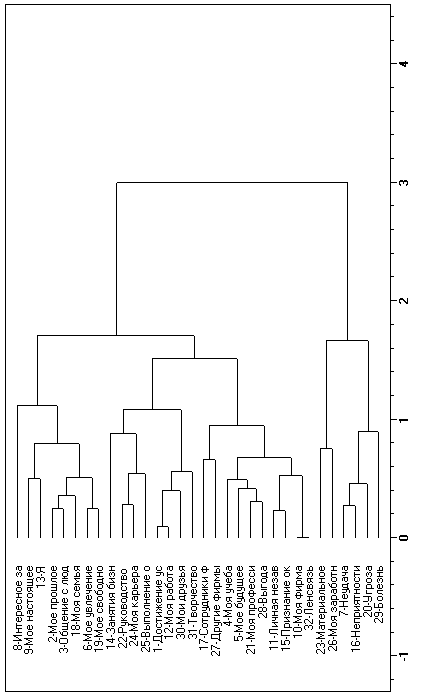 4
3
2
1
0
-1
8-Интересное за
9-Мое настоящее
13-Я
2-Мое прошлое
3-Общение с люд
18-Моя семья
6-Мое увлечение
19-Мое свободно
14-Занятия бизн
22-Руководство
24-Моя карьера
25-Выполнение о
1-Достижение ус
12-Моя работа
30-Мои друзья
31-Творчество
17-Сотрудники ф
27-Другие фирмы
4-Моя учеба
5-Мое будущее
21-Моя професси
28-Выгода
11-Личная незав
15-Признание ок
10-Моя фирма
32-Ленсвязь
23-Материальное
26-Моя заработн
7-Неудача
16-Неприятности
20-Угроза
29-Болезнь